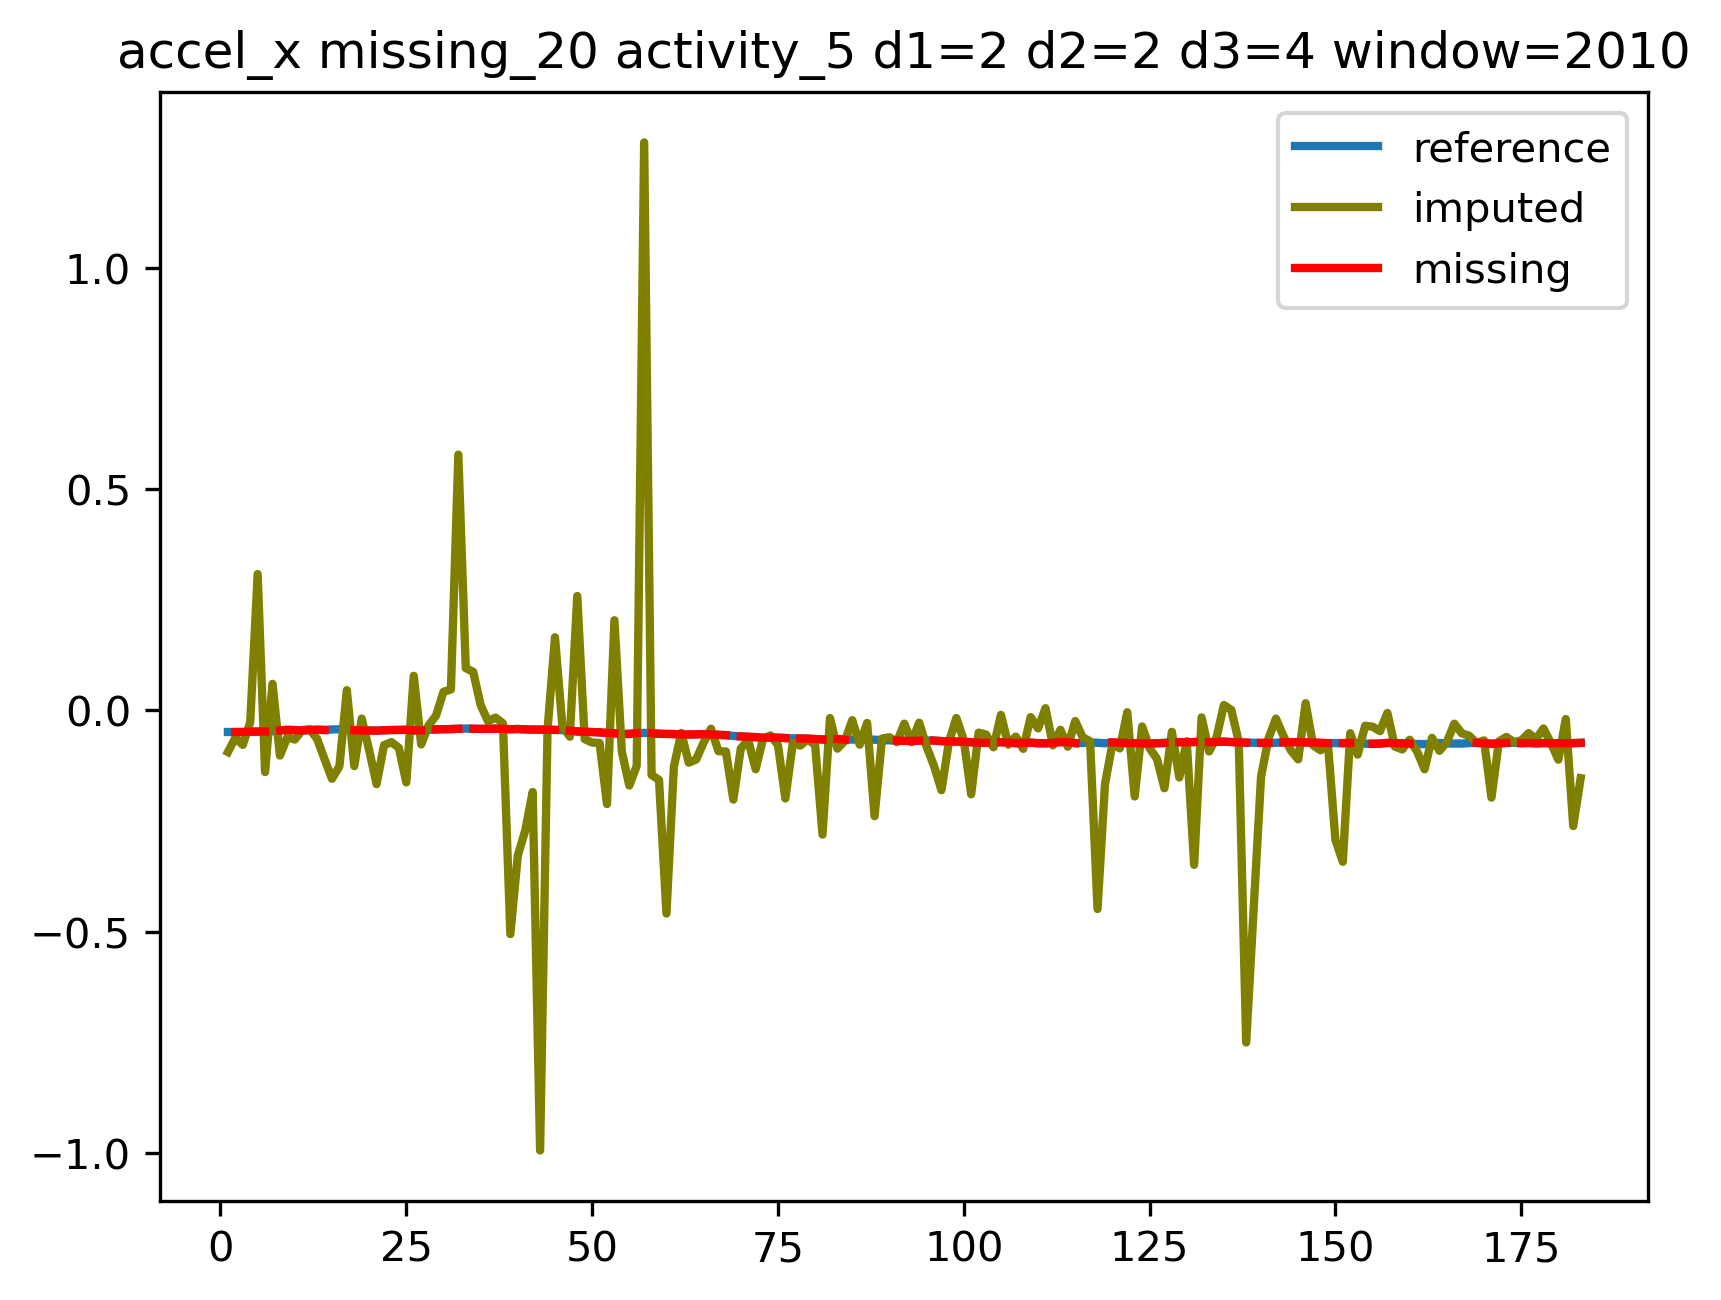 accel_x missing_20 activity_5 d1=2 d2=2 d3=4 window=2010
reference
imputed
missing
1.0
0.5
0.0
−0.5
−1.0
0 25 50 75 100 125 150 175